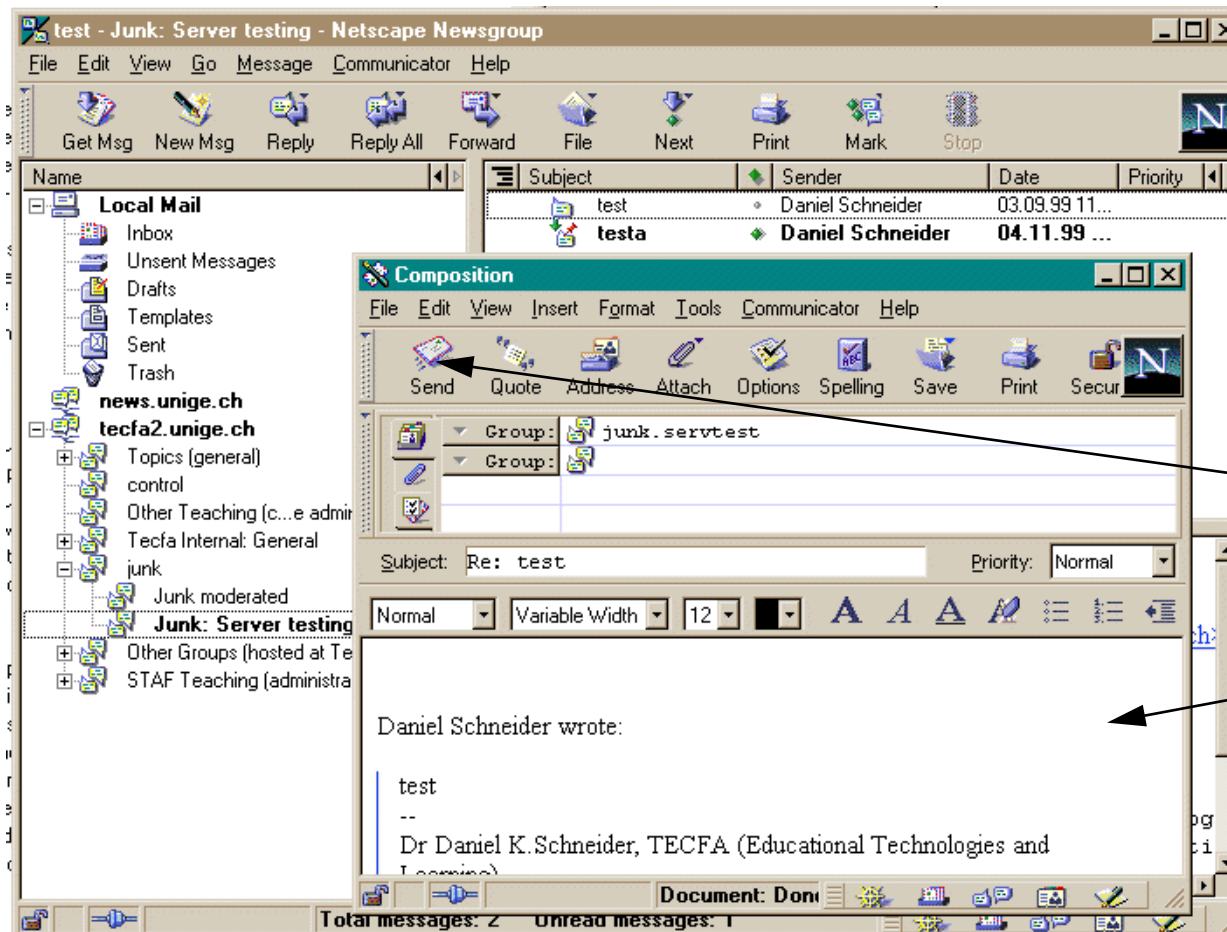 test - Junk: Server testing - Netscape Newsgroup
File Edit View Go Message Communicator Help
Get Msg New Msg Reply Reply All Forward File Next Print Mark Stop
N
Name
Local Mail
Inbox
Unsent Messages
Drafts
Templates
Sent
Trash
news.unige.ch
tecfa2.unige.ch
Topics (general)
control
Other Teaching (c...e admir
Tecfa Internal: General
junk
Junk moderated
Junk: Server testing
Other Groups (hosted at Te
STAF Teaching (administra
Subject Sender Date Priority
test Daniel Schneider 03.09.99 11...
testa Daniel Schneider 04.11.99 ...
Composition
File Edit View Insert Format Tools Communicator Help
Send Quote Address Attach Options Spelling Save Print Secur
N
Group: junk.servtest
Group:
Subject: Re: test Priority: Normal
Normal Variable Width 12 A A A
Daniel Schneider wrote:
test
--
Dr Daniel K.Schneider, TECFA (Educational Technologies and
Learning)
Document: Done
Total messages: 2 Unread messages: 1